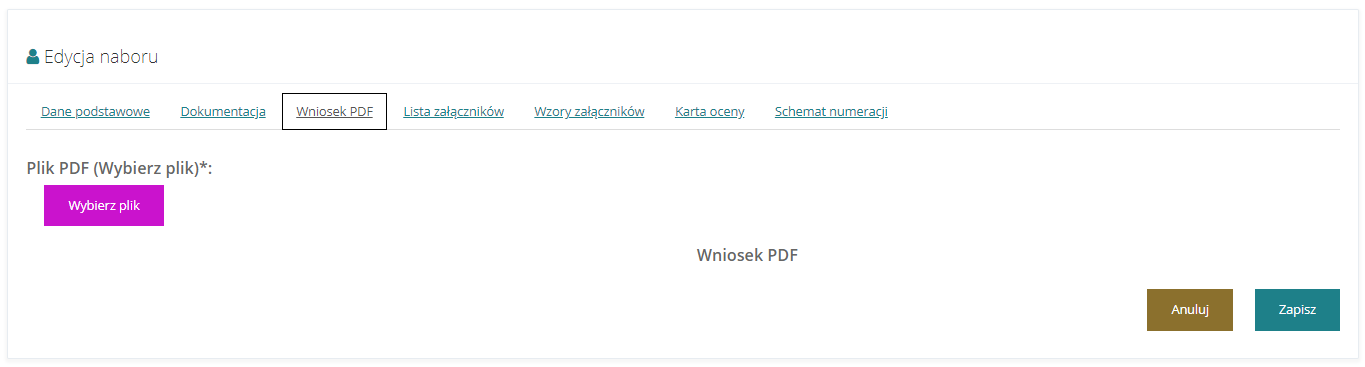 Edycja naboru
Dane podstawowe Dokumentacja Wniosek PDF Lista załączników Wzory załączników Karta oceny Schemat numeracji
Plik PDF (Wybierz plik)*:
Wybierz plik
Wniosek PDF
Anuluj Zapisz